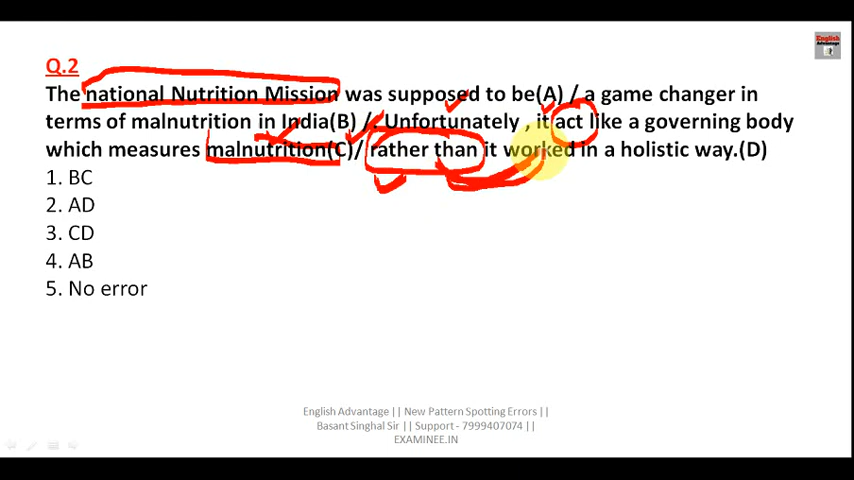 English
Advantage
Q.2
The national Nutrition Mission was supposed to be(A) / a game changer in
terms of malnutrition in India(B) /. Unfortunately , it act like a governing body
which measures malnutrition(C)/ rather than it worked in a holistic way.(D)
1. BC
2. AD
3. CD
4. AB
5. No error
English Advantage || New Pattern Spotting Errors ||
Basant Singhal Sir || Support - 7999407074 ||
EXAMINEE.IN